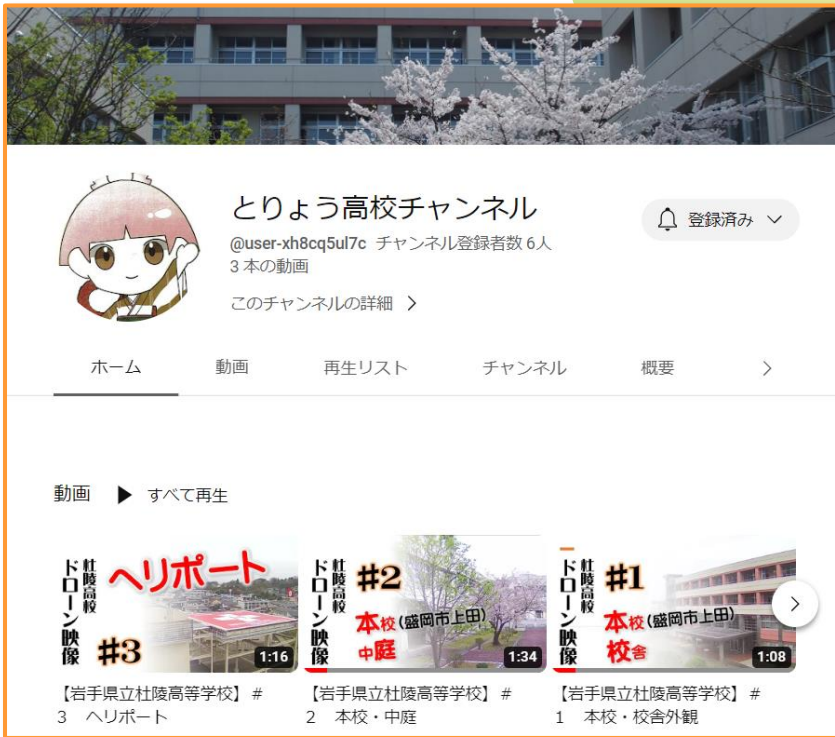 とりょう高校チャンネル
@user-xh8cq5ul7c チャンネル登録者数 6人
3 本の動画
このチャンネルの詳細
登録済み
ホーム 動画 再生リスト チャンネル 概要
動画 すべて再生
杜陵高校
ドローン映像
ヘリポート
#3
1:16
杜陵高校
ドローン映像
#2
本校(盛岡市上田)
中庭
1:34
杜陵高校
ドローン映像
#1
本校(盛岡市上田)
校舎
1:08
【岩手県立杜陵高等学校】#
3 ヘリポート
【岩手県立杜陵高等学校】#
2 本校・中庭
【岩手県立杜陵高等学校】#
1 本校・校舎外観